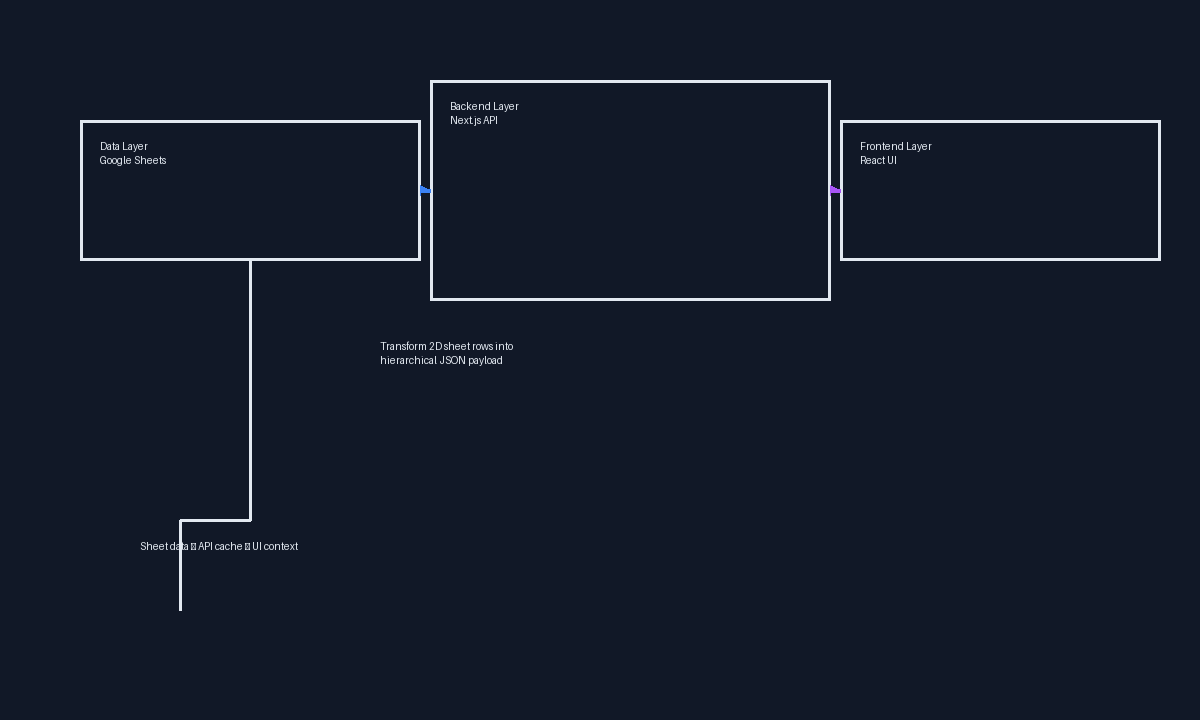 Data Layer
Google Sheets
Backend Layer
Next.js API
Frontend Layer
React UI
Transform 2D sheet rows into
hierarchical JSON payload
Sheet data ▯ API cache ▯ UI context